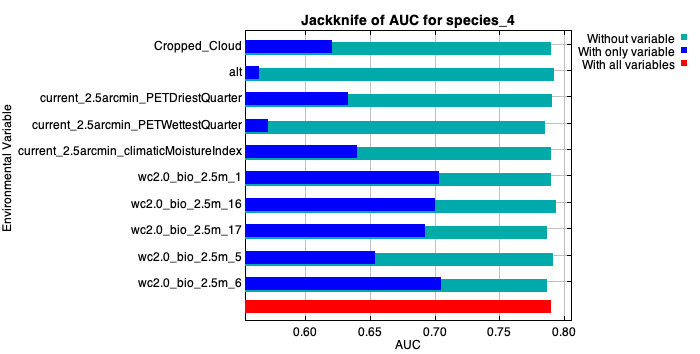 Jackknife of AUC for species_4
Without variable
With only variable
With all variables
Environmental Variable
Cropped_Cloud
alt
current_2.5arcmin_PETDriestQuarter
current_2.5arcmin_PETWettestQuarter
current_2.5arcmin_climaticMoistureIndex
wc2.0_bio_2.5m_1
wc2.0_bio_2.5m_16
wc2.0_bio_2.5m_17
wc2.0_bio_2.5m_5
wc2.0_bio_2.5m_6
0.60 0.65 0.70 0.75 0.80
AUC